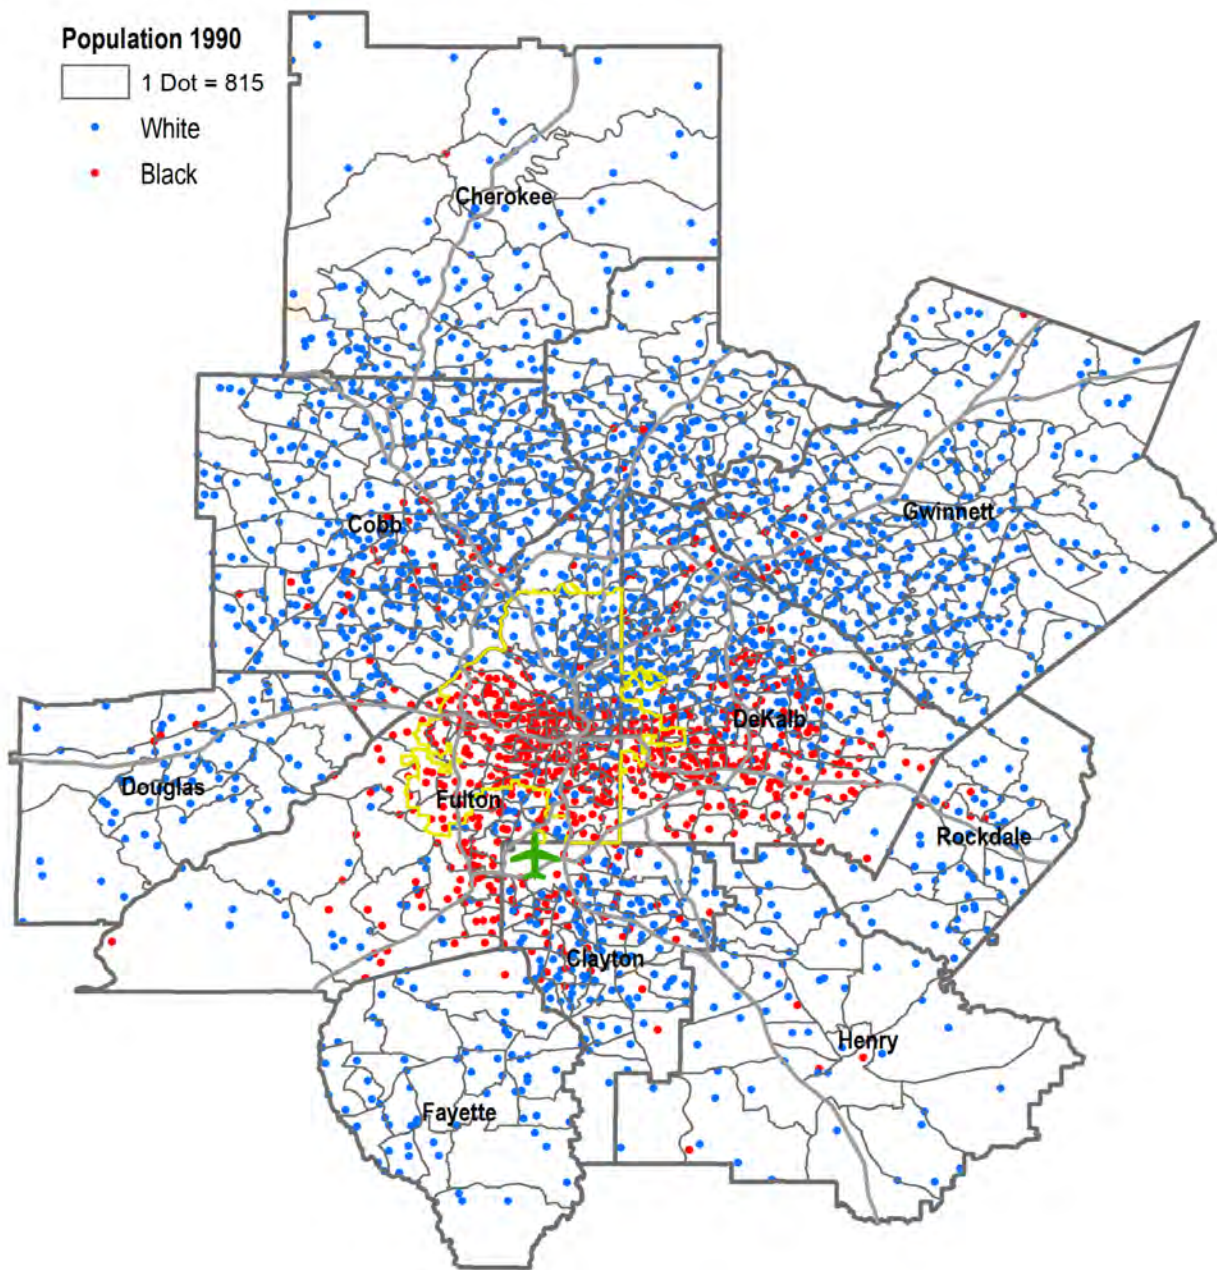 Population 1990
1 Dot = 815
White
Black
Cherokee
Cobb
Gwinnett
DeKalb
Douglas
Fulton
Rockdale
Clayton
Henry
Fayette